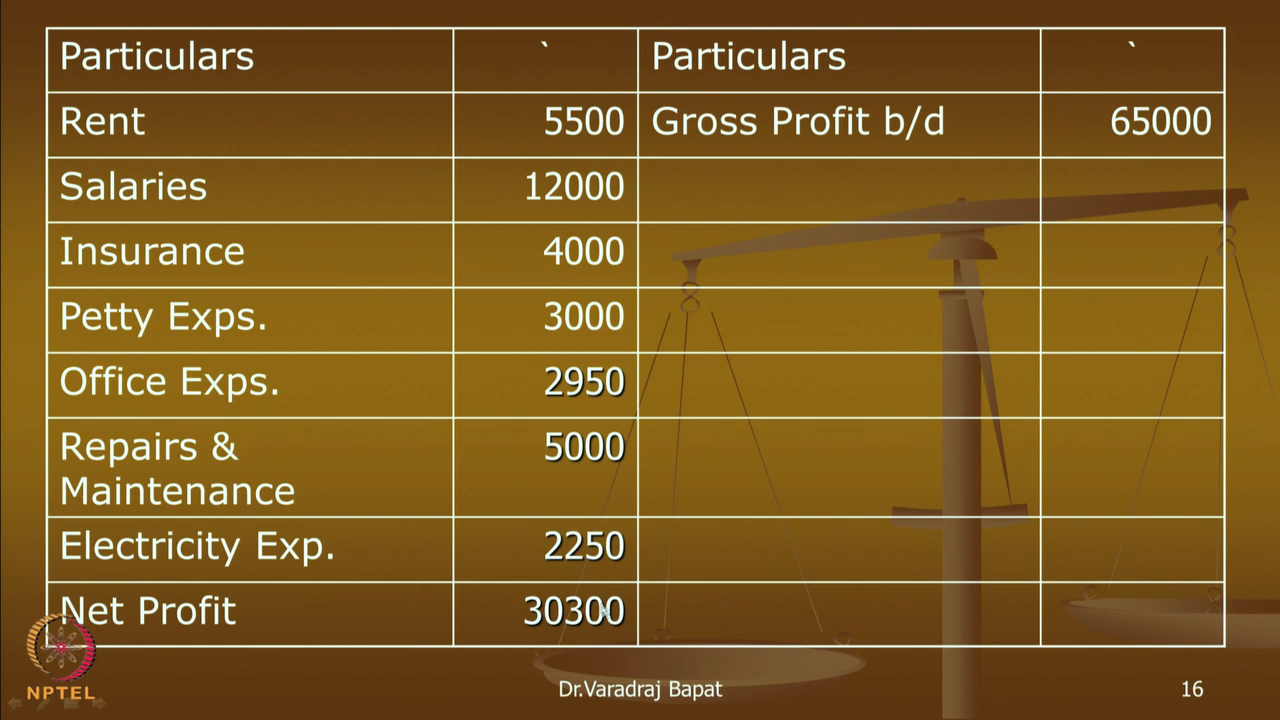 Particulars ` Particulars `
Rent 5500 Gross Profit b/d 65000
Salaries 12000
Insurance 4000
Petty Exps. 3000
Office Exps. 2950
Repairs & 5000
Maintenance
Electricity Exp. 2250
Net Profit 30300
NPTEL
Dr.Varadraj Bapat
16